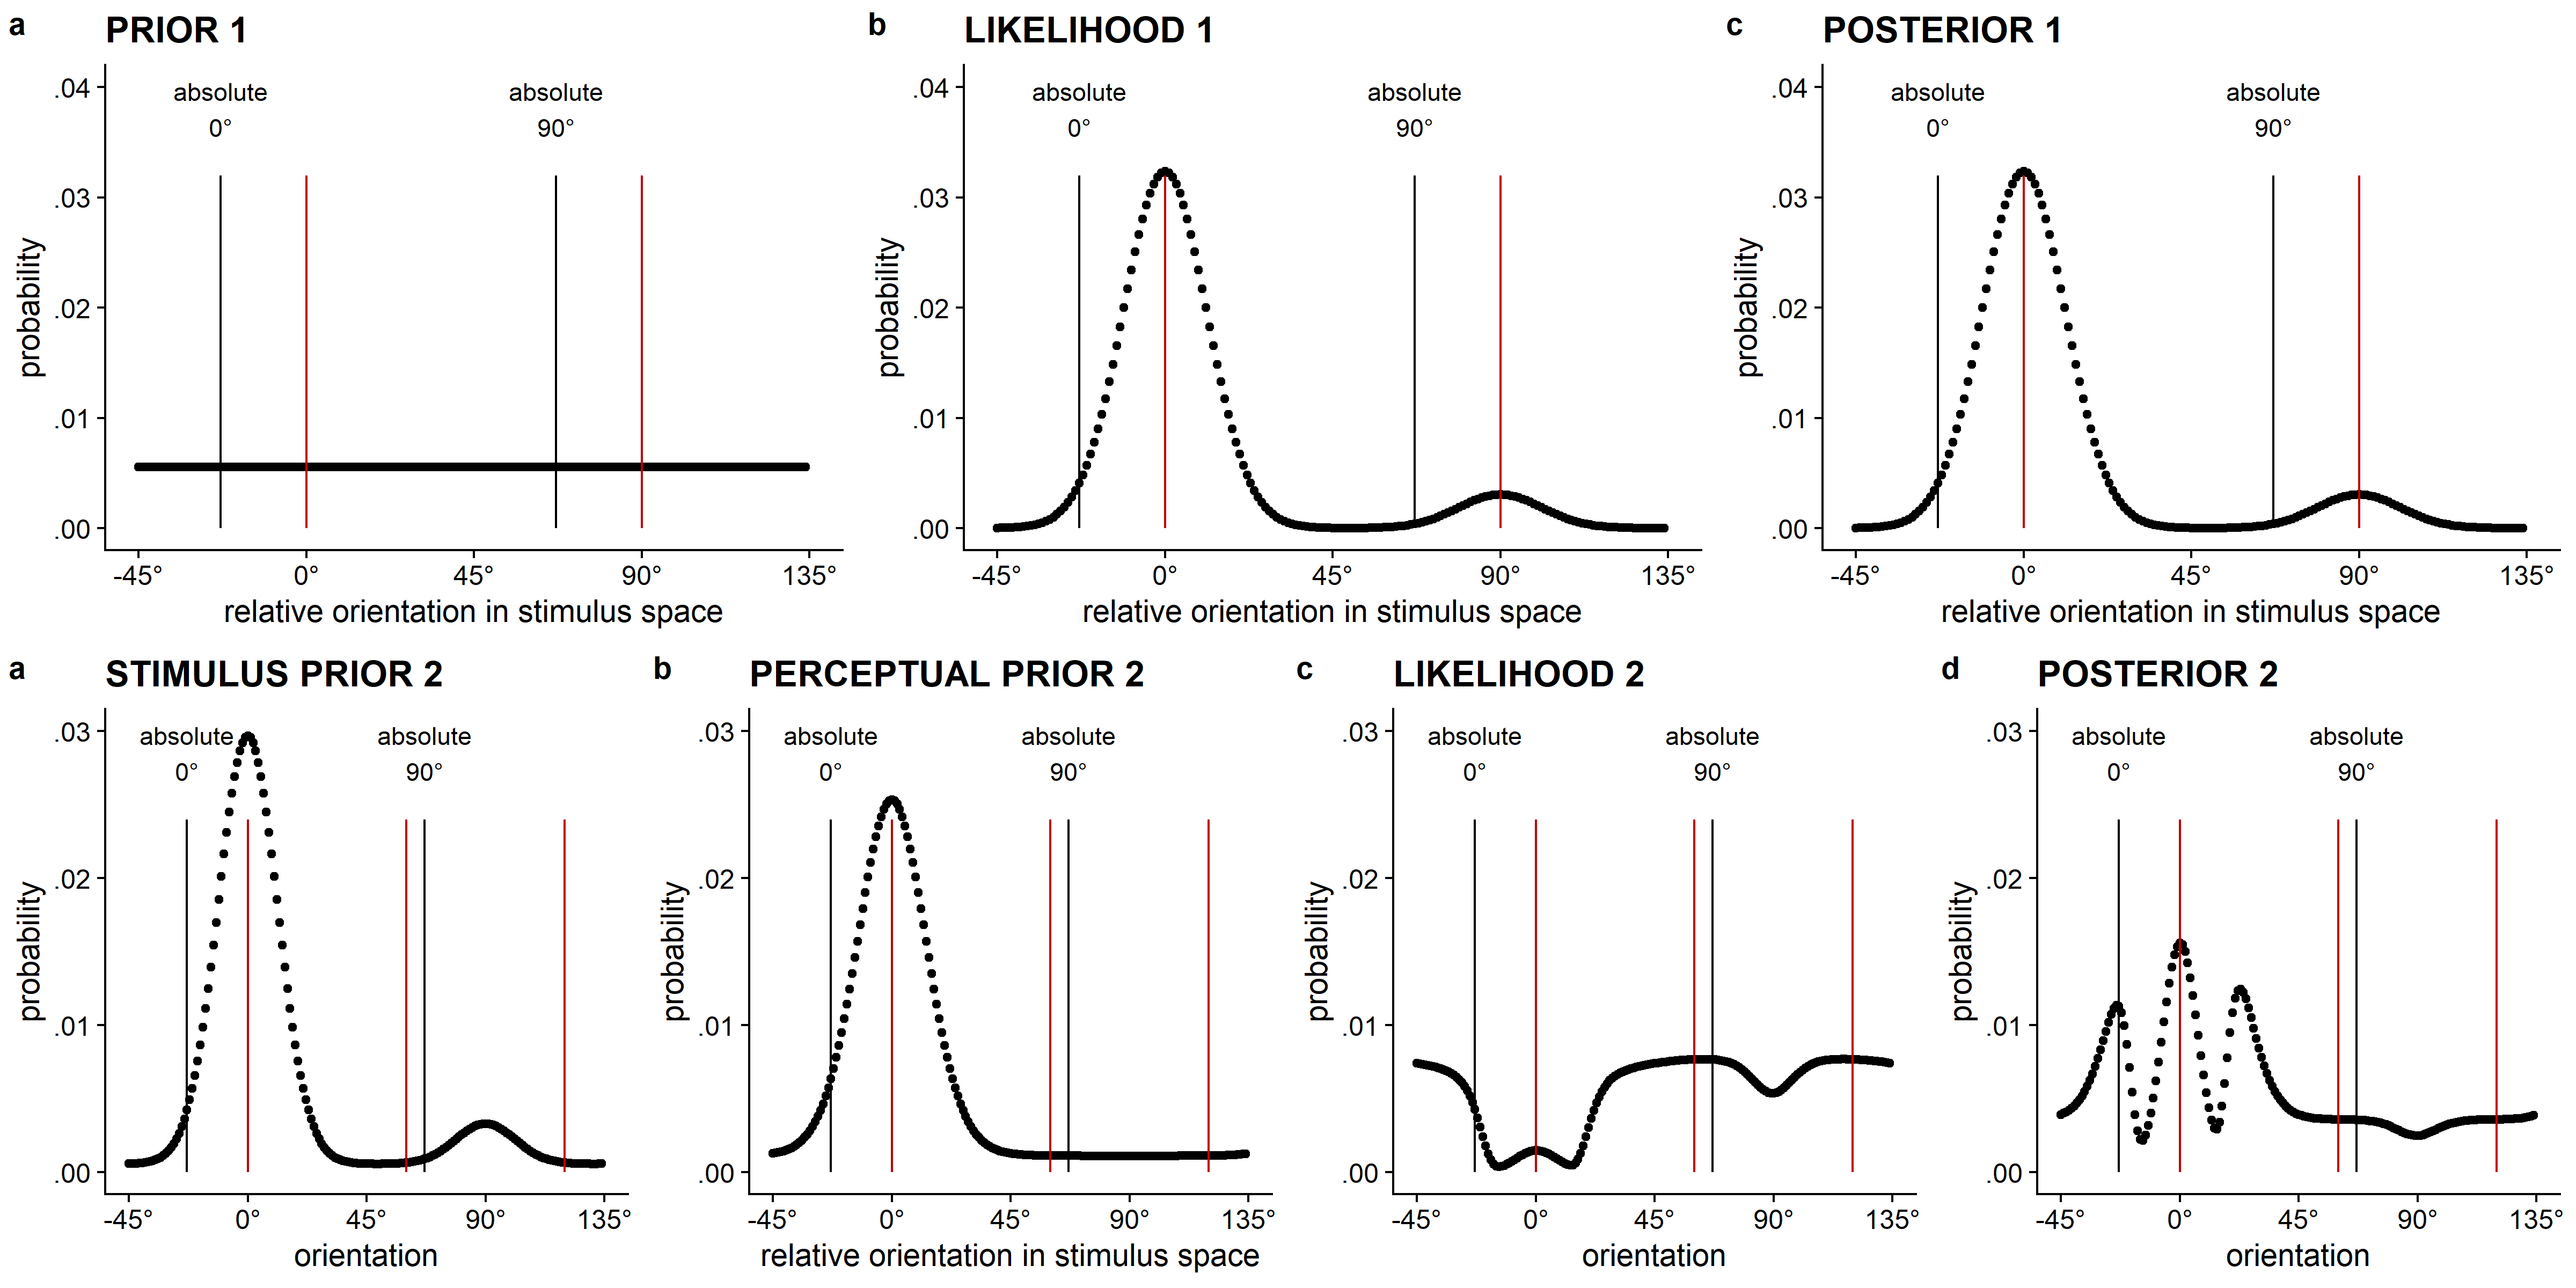 a PRIOR 1
.04
.03
.02
.01
.00
absolute
0°
absolute
90°
probability
-45° 0° 45° 90° 135°
relative orientation in stimulus space
b LIKELIHOOD 1
.04
.03
.02
.01
.00
absolute
0°
absolute
90°
probability
-45° 0° 45° 90° 135°
relative orientation in stimulus space
c POSTERIOR 1
.04
.03
.02
.01
.00
absolute
0°
absolute
90°
probability
-45° 0° 45° 90° 135°
relative orientation in stimulus space
a STIMULUS PRIOR 2
.03
.02
.01
.00
absolute
0°
absolute
90°
probability
-45° 0° 45° 90° 135°
orientation
b PERCEPTUAL PRIOR 2
.03
.02
.01
.00
absolute
0°
absolute
90°
probability
-45° 0° 45° 90° 135°
relative orientation in stimulus space
c LIKELIHOOD 2
.03
.02
.01
.00
absolute
0°
absolute
90°
probability
-45° 0° 45° 90° 135°
orientation
d POSTERIOR 2
.03
.02
.01
.00
absolute
0°
absolute
90°
probability
-45° 0° 45° 90° 135°
orientation